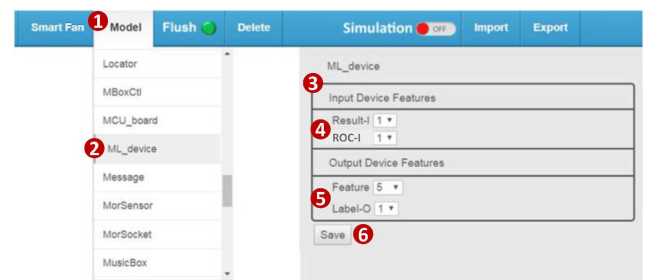 Smart Fan 1 Model Flush Delete Simulation OFF Import Export
Locator
MBoxCtl
MCU_board
2 ML_device
Message
MorSensor
MorSocket
MusicBox
ML_device
3
Input Device Features
4
Result-I 1
ROC-I 1
Output Device Features
5
Feature 5
Label-O 1
Save 6